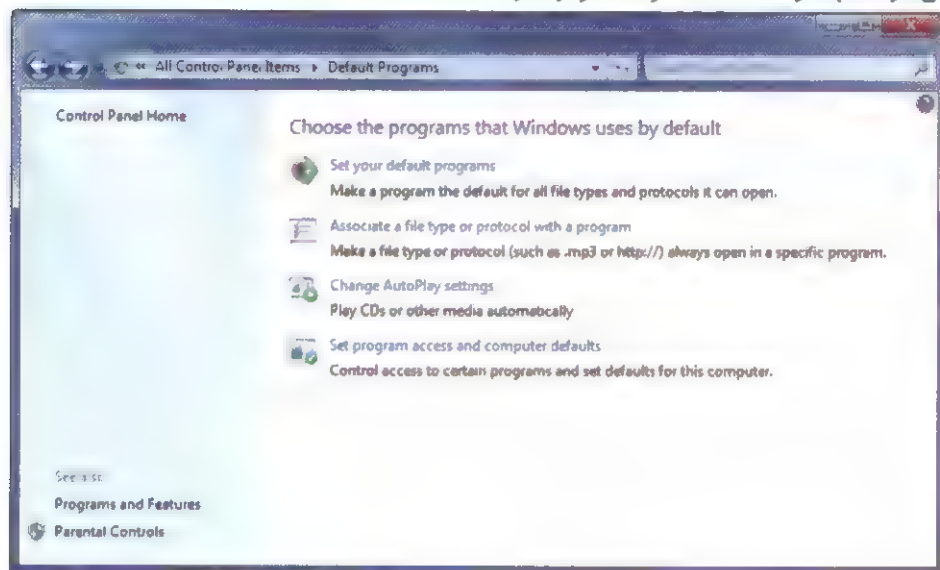 « All Control Panel Items ▸ Default Programs
Control Panel Home
Choose the programs that Windows uses by default
Set your default programs
Make a program the default for all file types and protocols it can open.
Associate a file type or protocol with a program
Make a file type or protocol (such as .mp3 or http://) always open in a specific program.
Change AutoPlay settings
Play CDs or other media automatically
Set program access and computer defaults
Control access to certain programs and set defaults for this computer.
See also
Programs and Features
Parental Controls